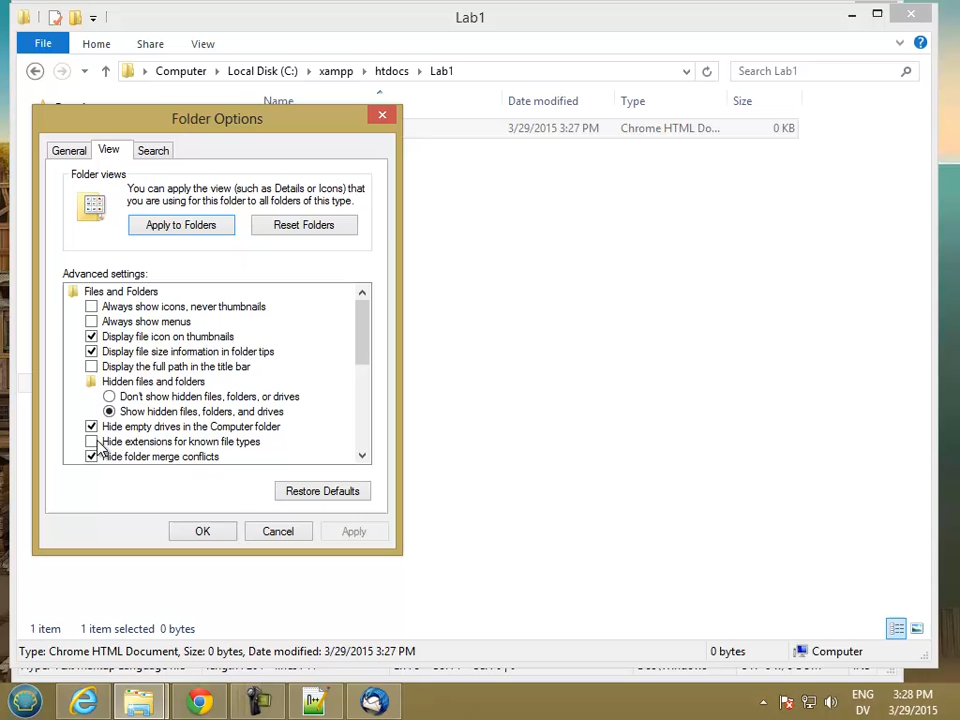 Lab1
File Home Share View
Computer Local Disk (C:) xampp htdocs Lab1
Search Lab1
Name Date modified Type Size
3/29/2015 3:27 PM Chrome HTML Do... 0 KB
Folder Options
General View Search
Folder views
You can apply the view (such as Details or Icons) that
you are using for this folder to all folders of this type.
Apply to Folders Reset Folders
Advanced settings:
Files and Folders
Always show icons, never thumbnails
Always show menus
Display file icon on thumbnails
Display file size information in folder tips
Display the full path in the title bar
Hidden files and folders
Don't show hidden files, folders, or drives
Show hidden files, folders, and drives
Hide empty drives in the Computer folder
Hide extensions for known file types
Hide folder merge conflicts
Restore Defaults
OK Cancel Apply
1 item 1 item selected 0 bytes
Type: Chrome HTML Document, Size: 0 bytes, Date modified: 3/29/2015 3:27 PM 0 bytes Computer
ENG 3:28 PM
DV 3/29/2015